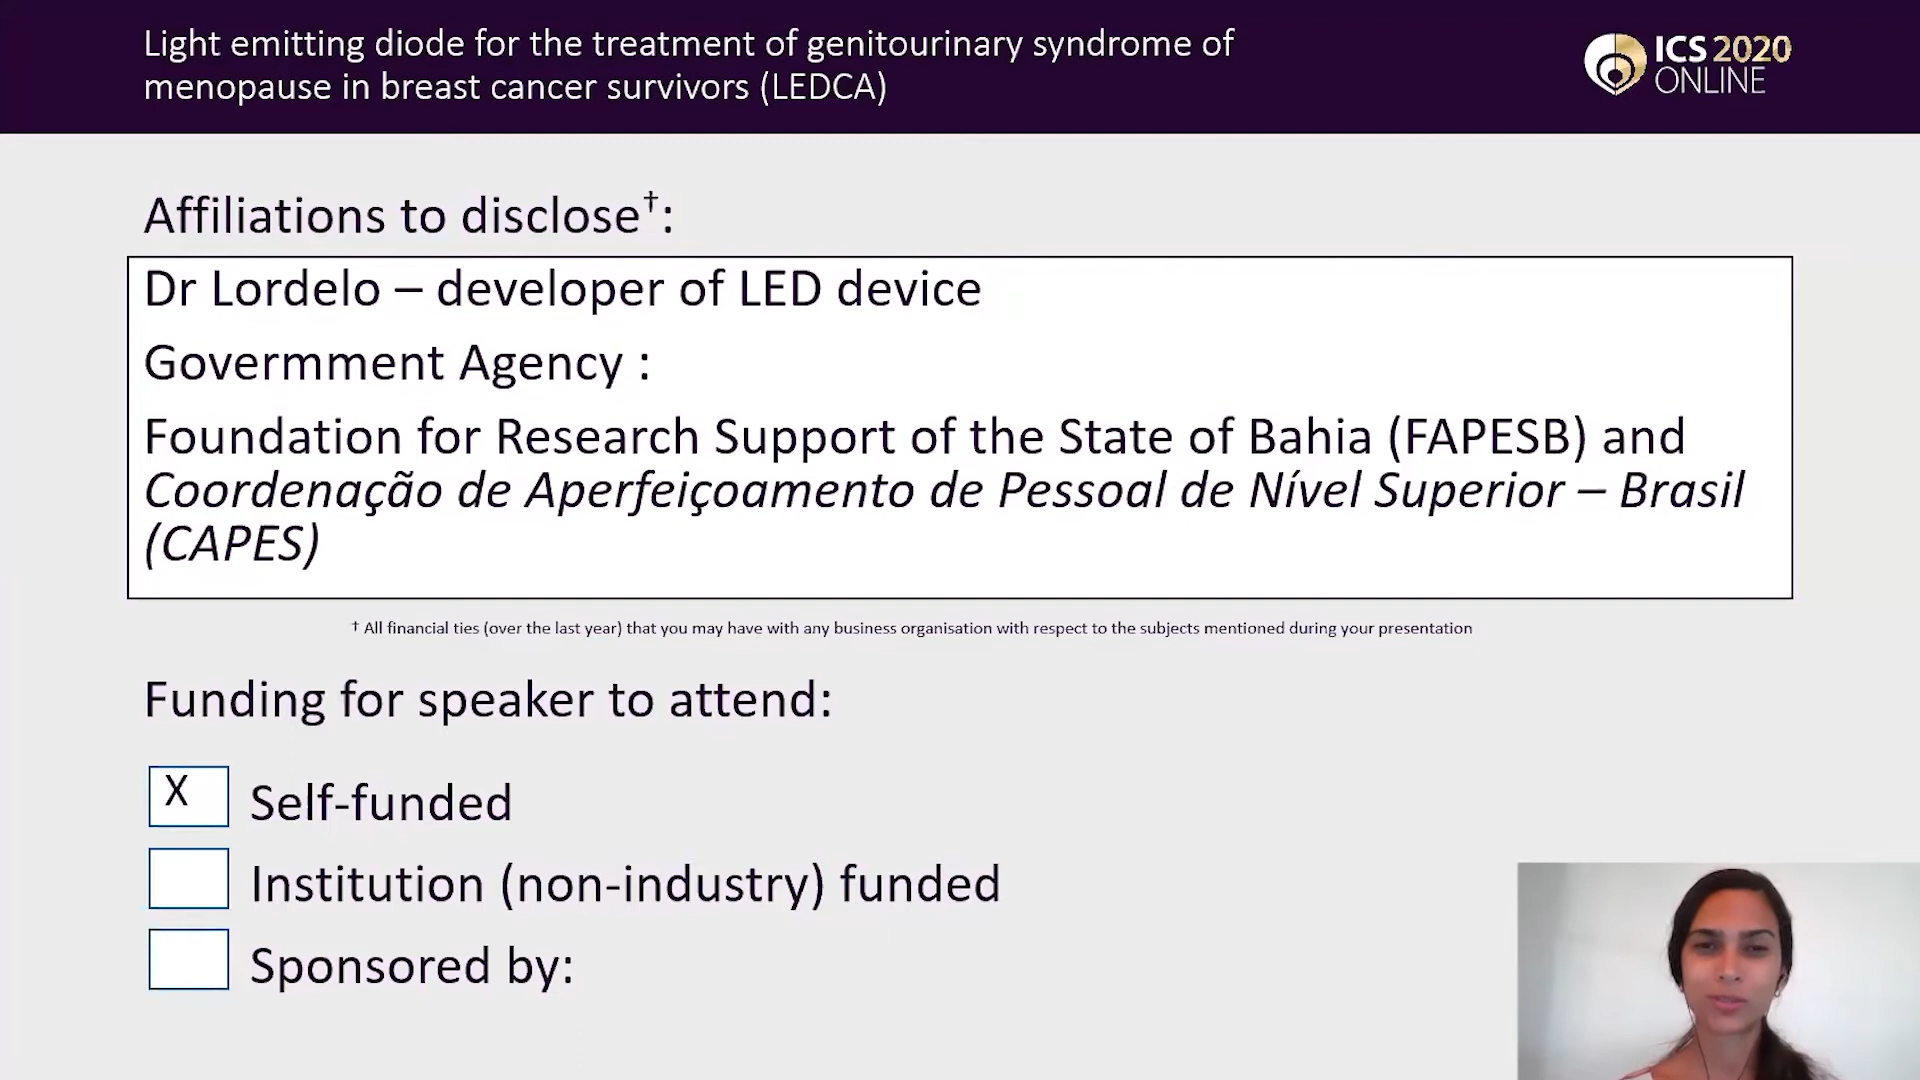 Light emitting diode for the treatment of genitourinary syndrome of
menopause in breast cancer survivors (LEDCA)
ICS 2020
ONLINE
Affiliations to disclose†:
Dr Lordelo – developer of LED device
Govermment Agency :
Foundation for Research Support of the State of Bahia (FAPESB) and
Coordenação de Aperfeiçoamento de Pessoal de Nível Superior – Brasil
(CAPES)
† All financial ties (over the last year) that you may have with any business organisation with respect to the subjects mentioned during your presentation
Funding for speaker to attend:
X Self-funded
Institution (non-industry) funded
Sponsored by: